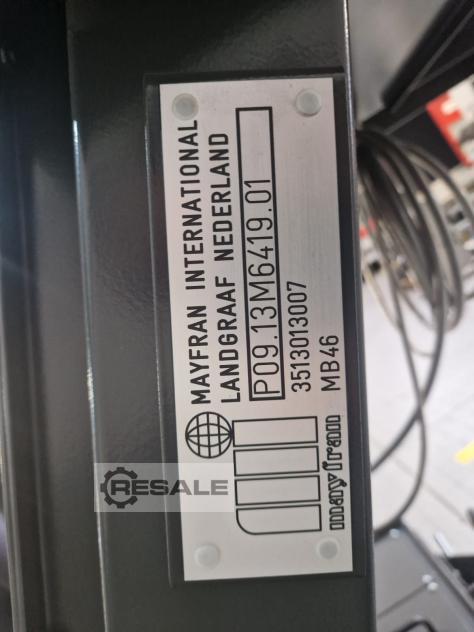 MAYFRAN INTERNATIONAL
LANDGRAAF NEDERLAND
P09.13M6419.01
3513013007
MB46
mayfran
RESALE